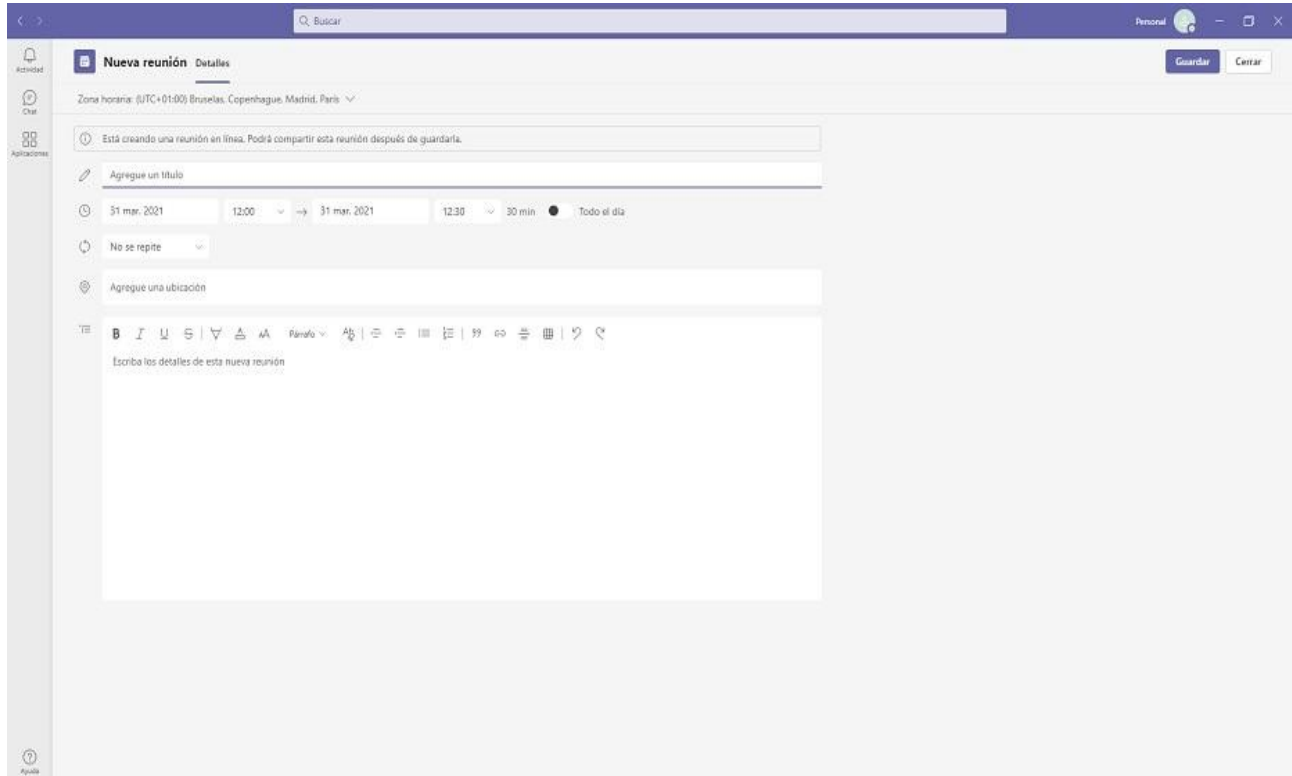 Buscar
Personal
Actividad
Chat
Aplicaciones
Ayuda
Nueva reunión Detalles
Guardar Cerrar
Zona horaria: (UTC+01:00) Bruselas, Copenhague, Madrid, París
Está creando una reunión en línea. Podrá compartir esta reunión después de guardarla.
Agregue un título
31 mar. 2021 12:00 → 31 mar. 2021 12:30 30 min Todo el día
No se repite
Agregue una ubicación
B I U S A AA Párrafo
Escriba los detalles de esta nueva reunión